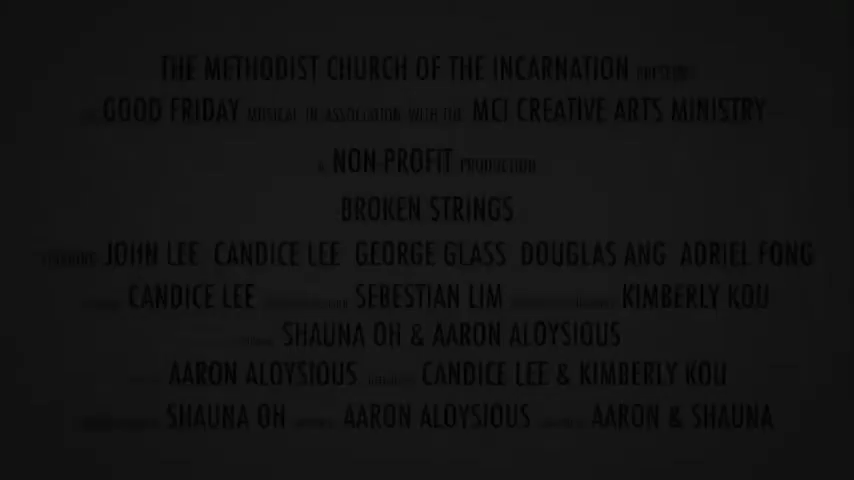 THE METHODIST CHURCH OF THE INCARNATION PRESENTS
GOOD FRIDAY MUSICAL IN ASSOCIATION WITH THE MCI CREATIVE ARTS MINISTRY
A NON PROFIT PRODUCTION
BROKEN STRINGS
STARRING JOHN LEE CANDICE LEE GEORGE GLASS DOUGLAS ANG ADRIEL FONG
CANDICE LEE SEBESTIAN LIM KIMBERLY KOU
SHAUNA OH & AARON ALOYSIOUS
AARON ALOYSIOUS CANDICE LEE & KIMBERLY KOU
SHAUNA OH AARON ALOYSIOUS AARON & SHAUNA